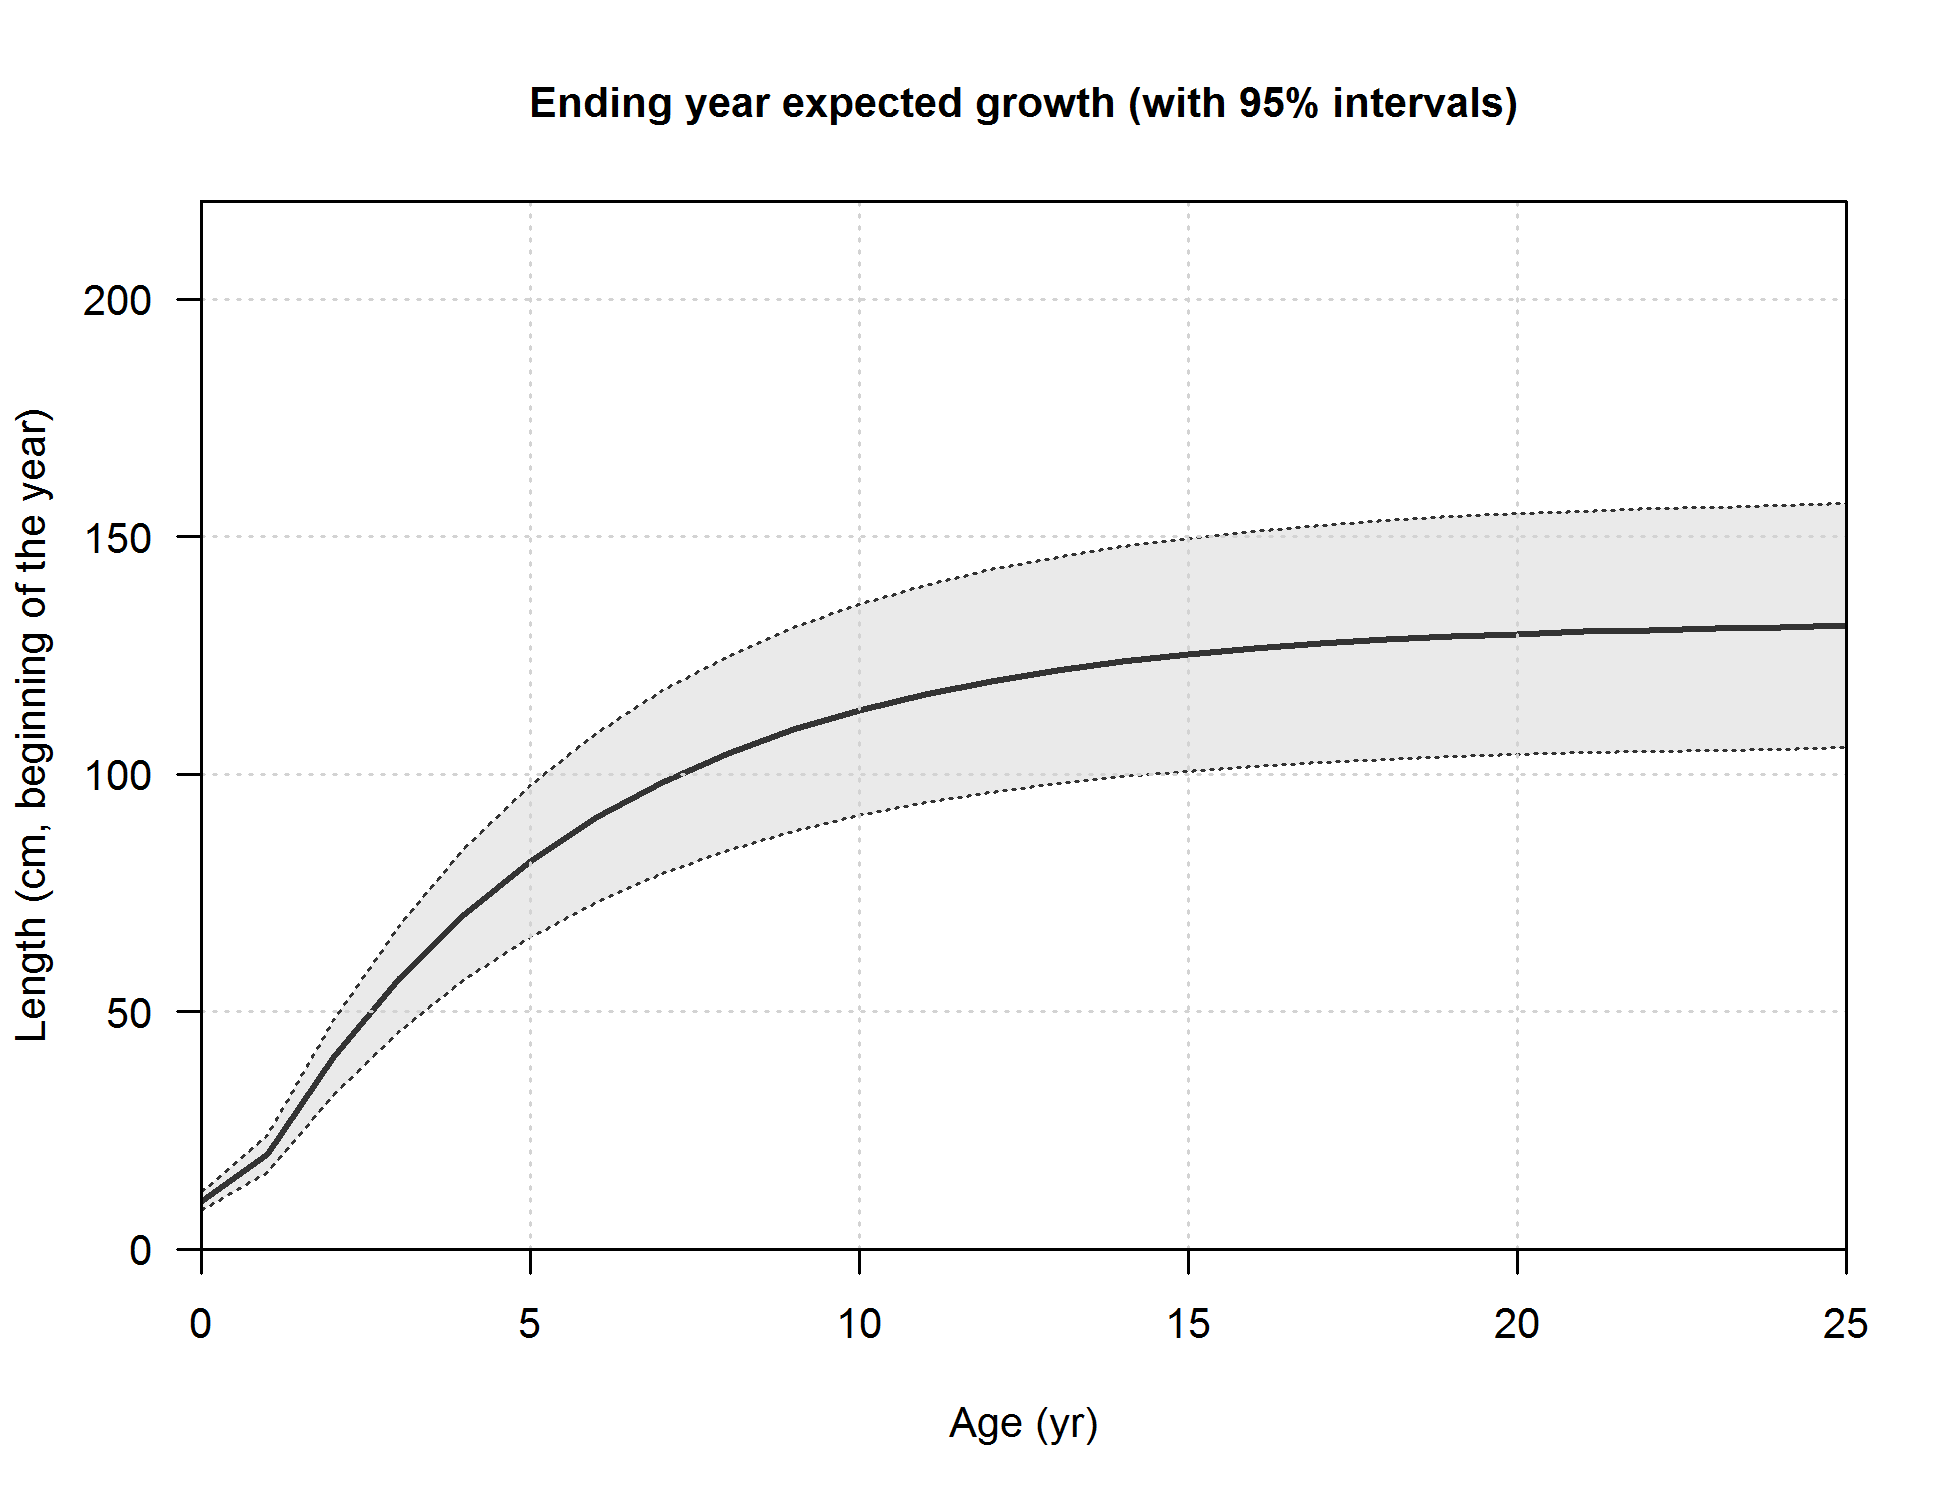 Ending year expected growth (with 95% intervals)
Length (cm, beginning of the year)
200
150
100
50
0
0 5 10 15 20 25
Age (yr)